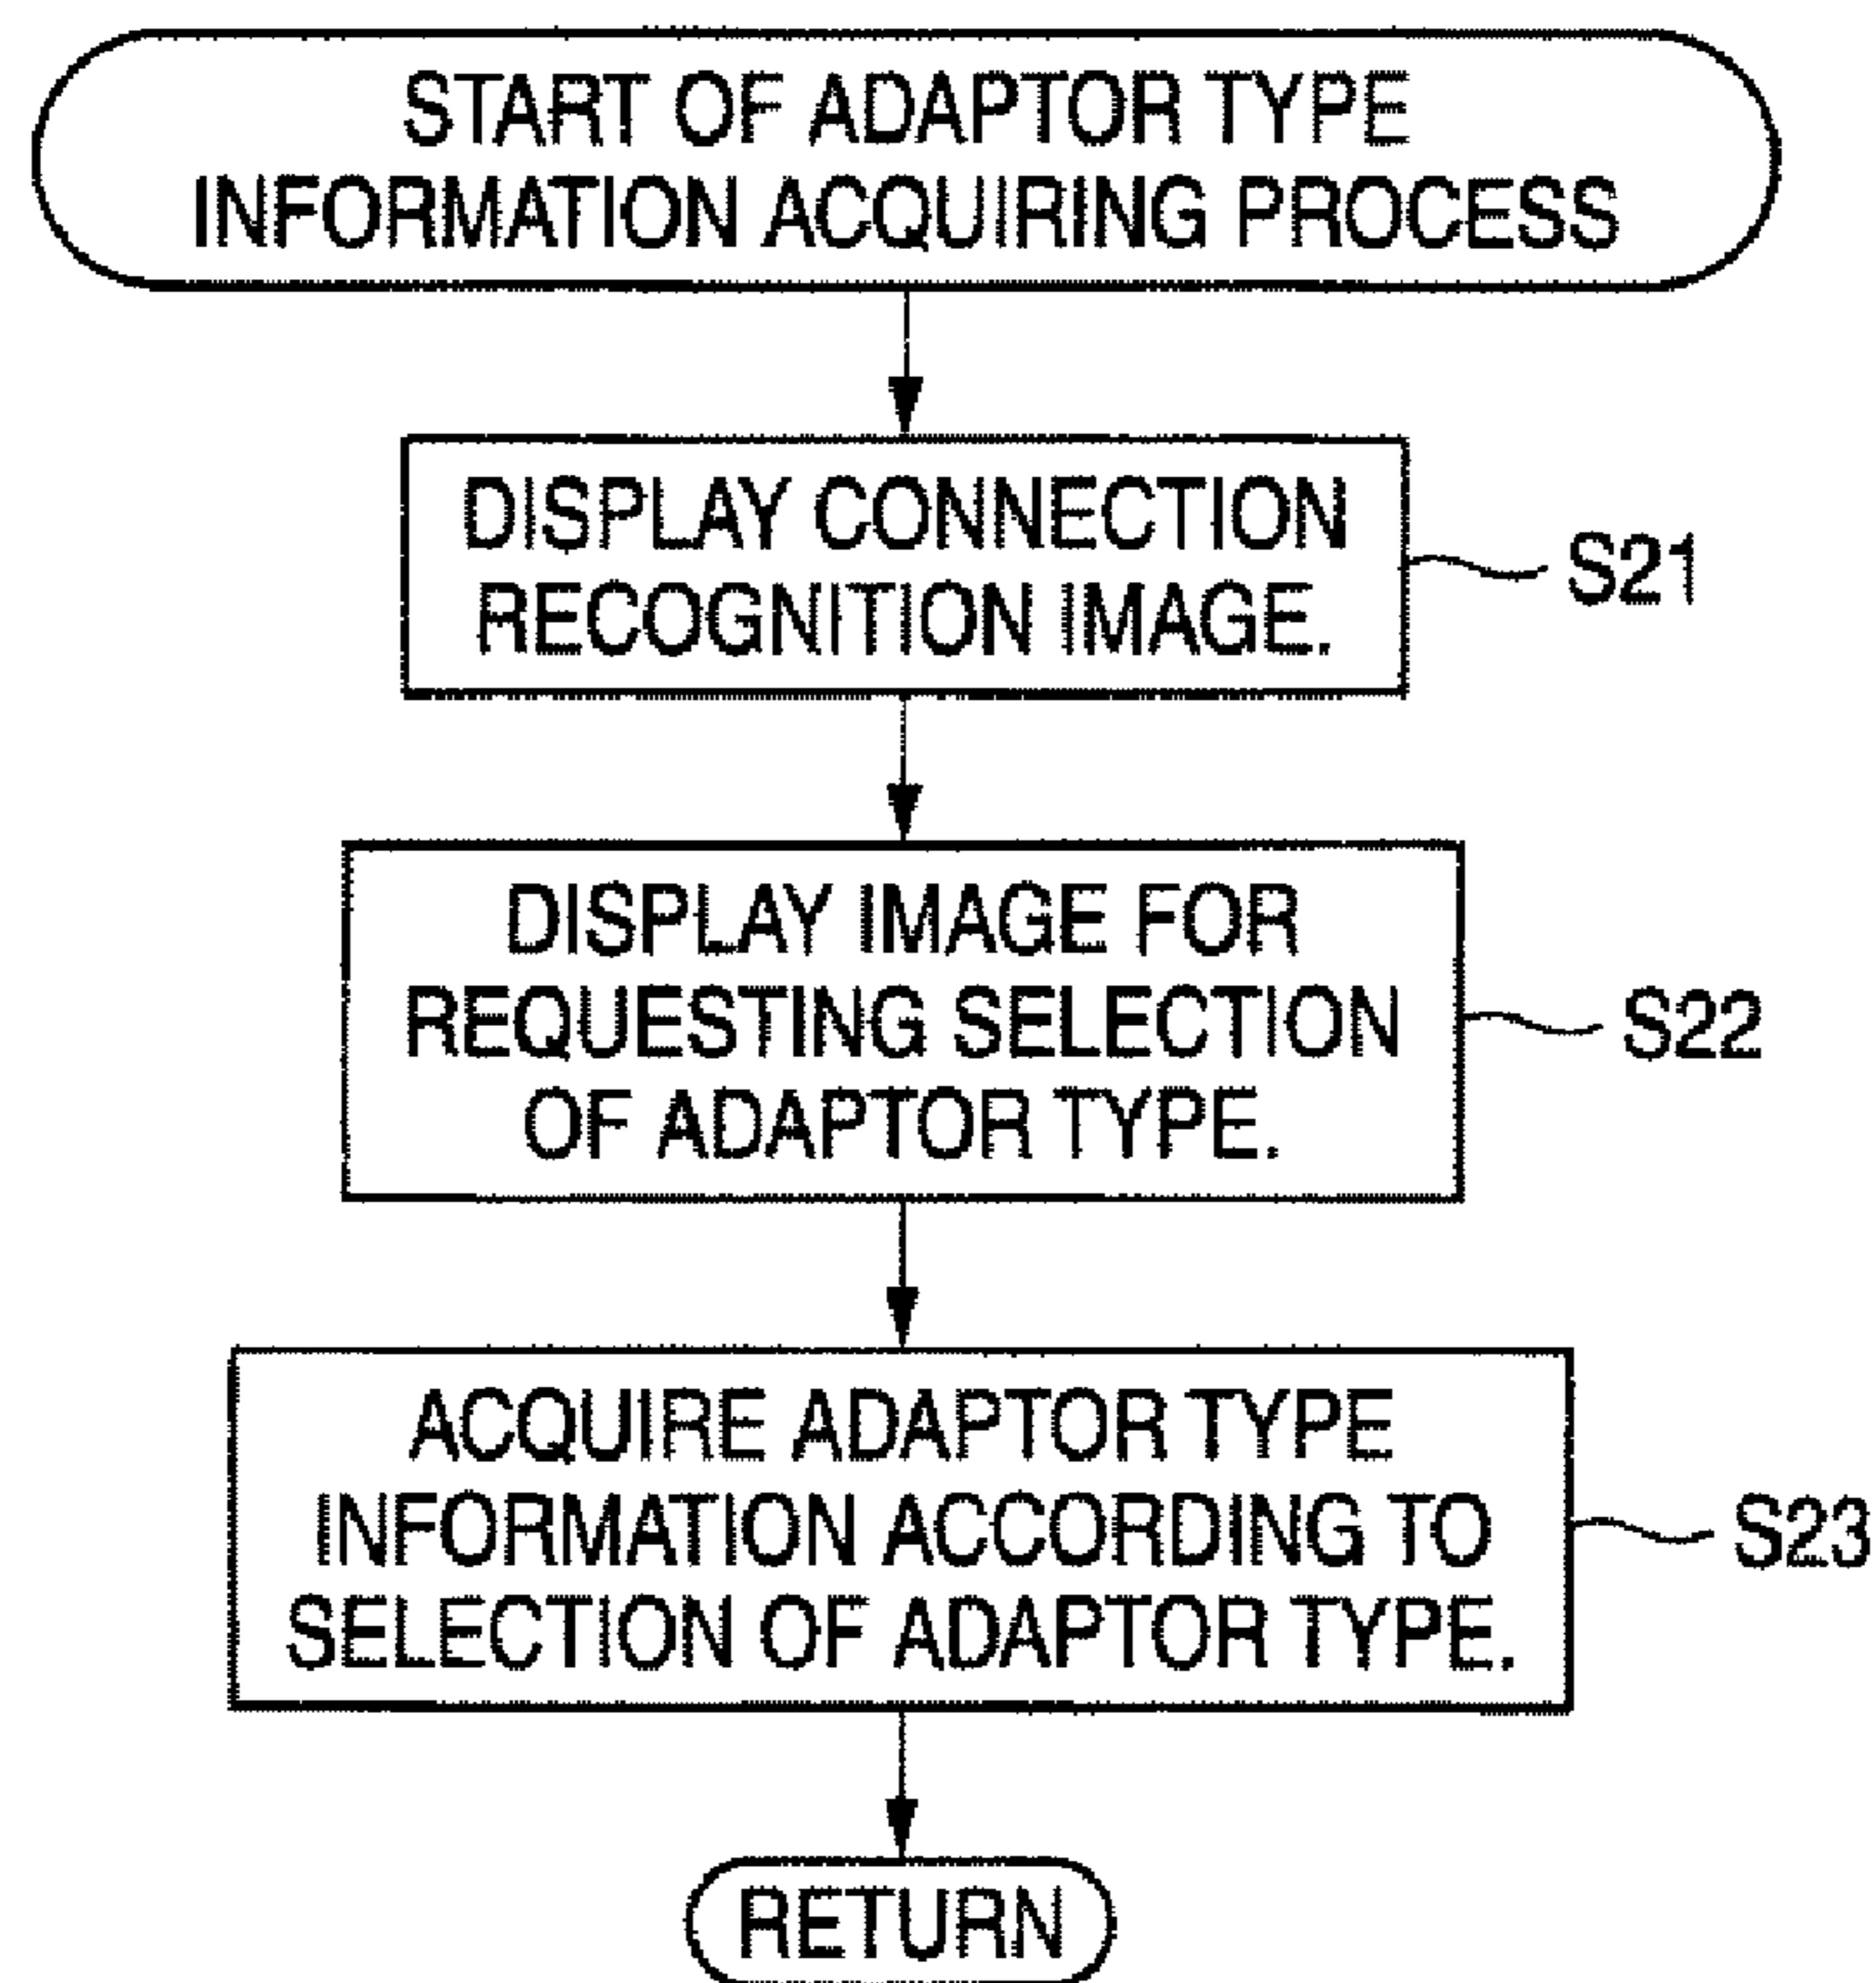 START OF ADAPTOR TYPE
INFORMATION ACQUIRING PROCESS
DISPLAY CONNECTION
RECOGNITION IMAGE.
S21
DISPLAY IMAGE FOR
REQUESTING SELECTION
OF ADAPTOR TYPE.
S22
ACQUIRE ADAPTOR TYPE
INFORMATION ACCORDING TO
SELECTION OF ADAPTOR TYPE.
S23
RETURN